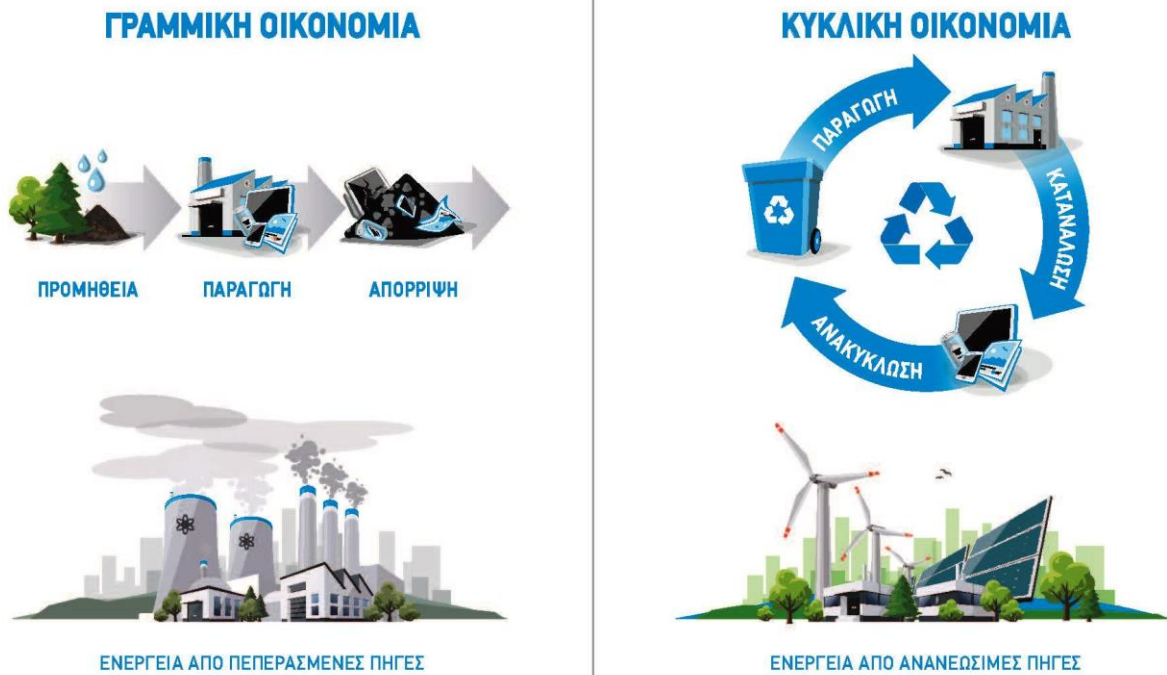 ΓΡΑΜΜΙΚΗ ΟΙΚΟΝΟΜΙΑ
ΠΡΟΜΗΘΕΙΑ
ΠΑΡΑΓΩΓΗ
ΑΠΟΡΡΙΨΗ
ΕΝΕΡΓΕΙΑ ΑΠΟ ΠΕΠΕΡΑΣΜΕΝΕΣ ΠΗΓΕΣ
ΚΥΚΛΙΚΗ ΟΙΚΟΝΟΜΙΑ
ΠΑΡΑΓΩΓΗ
ΚΑΤΑΝΑΛΩΣΗ
ΑΝΑΚΥΚΛΩΣΗ
ΕΝΕΡΓΕΙΑ ΑΠΟ ΑΝΑΝΕΩΣΙΜΕΣ ΠΗΓΕΣ